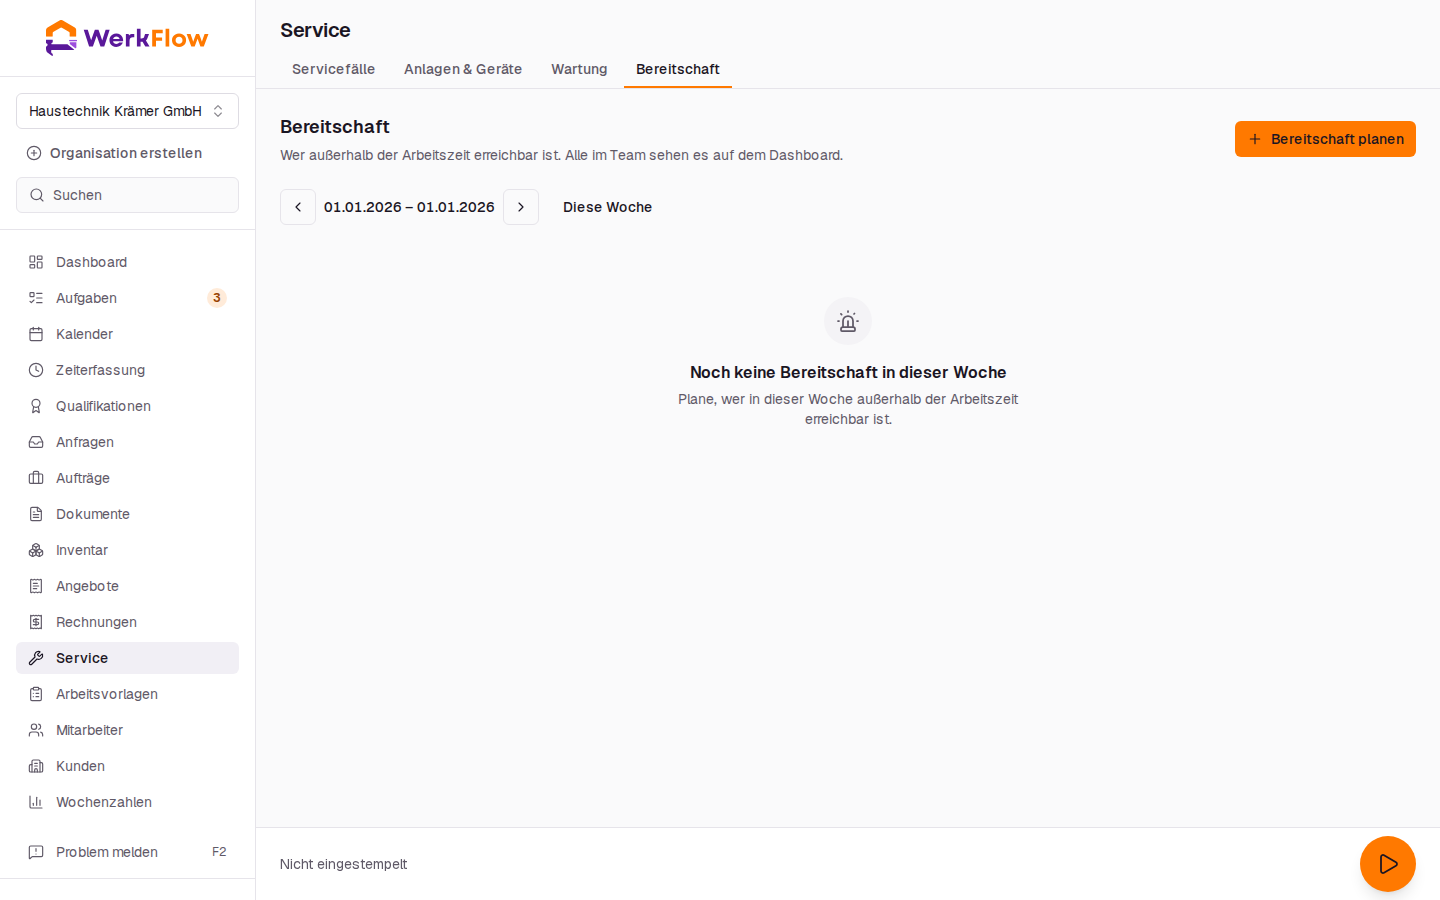 WerkFlow
Haustechnik Krämer GmbH
Organisation erstellen
Suchen
Dashboard
Aufgaben 3
Kalender
Zeiterfassung
Qualifikationen
Anfragen
Aufträge
Dokumente
Inventar
Angebote
Rechnungen
Service
Arbeitsvorlagen
Mitarbeiter
Kunden
Wochenzahlen
Problem melden F2
Service
Servicefälle Anlagen & Geräte Wartung Bereitschaft
Bereitschaft
Wer außerhalb der Arbeitszeit erreichbar ist. Alle im Team sehen es auf dem Dashboard.
Bereitschaft planen
01.01.2026 – 01.01.2026 Diese Woche
Noch keine Bereitschaft in dieser Woche
Plane, wer in dieser Woche außerhalb der Arbeitszeit
erreichbar ist.
Nicht eingestempelt